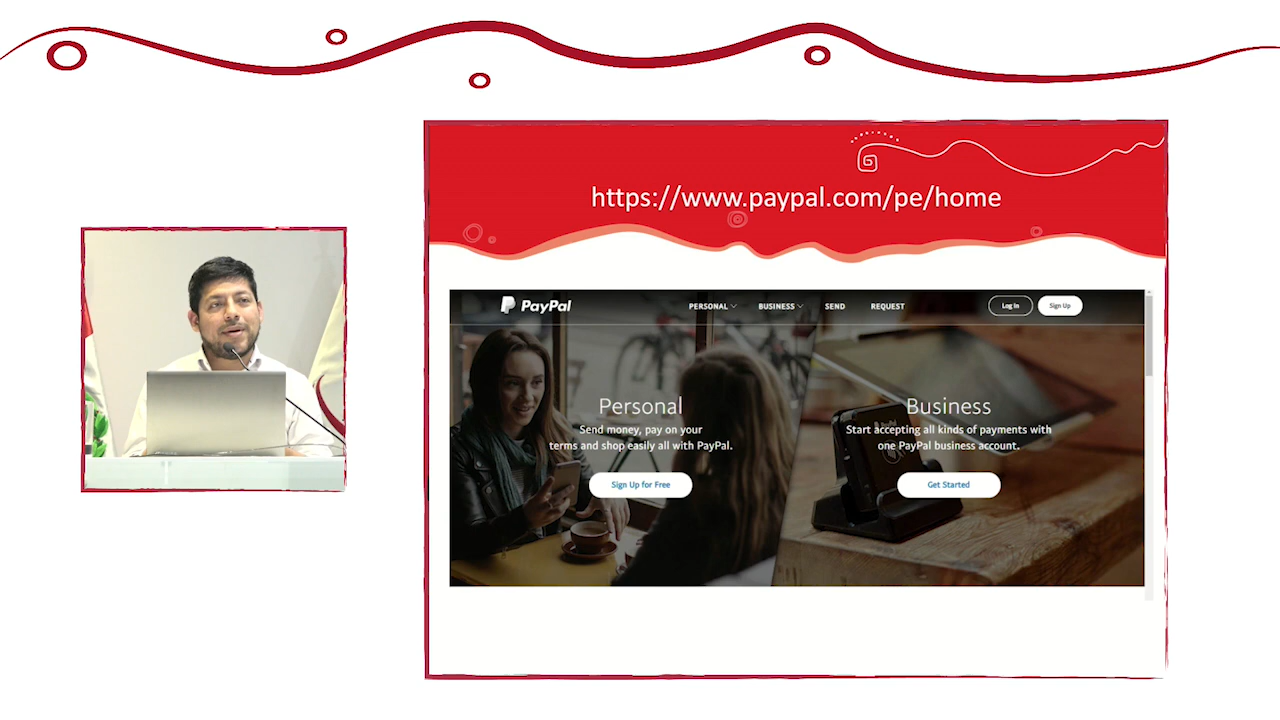 https://www.paypal.com/pe/home
PayPal
PERSONAL
BUSINESS
SEND
REQUEST
Log In
Sign Up
Personal
Send money, pay on your
terms and shop easily all with PayPal.
Sign Up for Free
Business
Start accepting all kinds of payments with
one PayPal business account.
Get Started